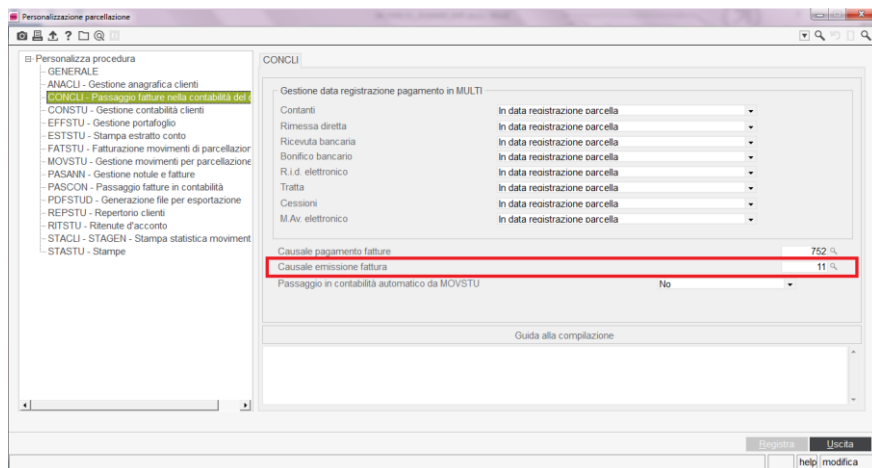 Personalizzazione parcellazione
Personalizza procedura
GENERALE
ANACLI - Gestione anagrafica clienti
CONCLI - Passaggio fatture nella contabilità del c
CONSTU - Gestione contabilità clienti
EFFSTU - Gestione portafoglio
ESTSTU - Stampa estratto conto
FATSTU - Fatturazione movimenti di parcellazior
MOVSTU - Gestione movimenti per parcellazione
PASANN - Gestione notule e fatture
PASCON - Passaggio fatture in contabilità
PDFSTUD - Generazione file per esportazione
REPSTU - Repertorio clienti
RITSTU - Ritenute d'acconto
STACLI - STAGEN - Stampa statistica moviment
STASTU - Stampe
CONCLI
Gestione data registrazione pagamento in MULTI
Contanti In data registrazione parcella
Rimessa diretta In data registrazione parcella
Ricevuta bancaria In data registrazione parcella
Bonifico bancario In data registrazione parcella
R.i.d. elettronico In data registrazione parcella
Tratta In data registrazione parcella
Cessioni In data registrazione parcella
M.Av. elettronico In data registrazione parcella
Causale pagamento fatture 752
Causale emissione fattura 11
Passaggio in contabilità automatico da MOVSTU No
Guida alla compilazione
Registra Uscita
help modifica